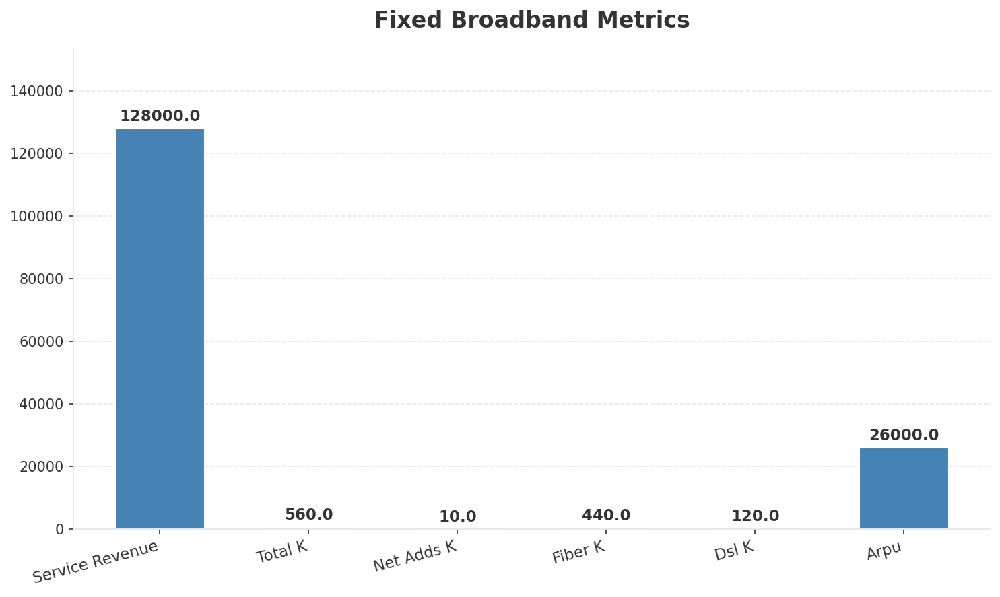 Fixed Broadband Metrics
140000
120000
100000
80000
60000
40000
20000
0
128000.0
560.0
10.0
440.0
120.0
26000.0
Service Revenue
Total K
Net Adds K
Fiber K
Dsl K
Arpu